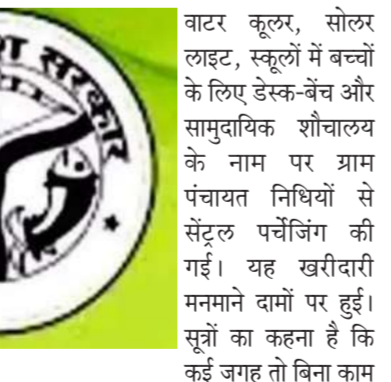 श सरकार
वाटर कूलर, सोलर
लाइट, स्कूलों में बच्चों
के लिए डेस्क-बेंच और
सामुदायिक शौचालय
के नाम पर ग्राम
पंचायत निधियों से
सेंट्रल पर्चेजिंग की
गई। यह खरीदारी
मनमाने दामों पर हुई।
सूत्रों का कहना है कि
कई जगह तो बिना काम